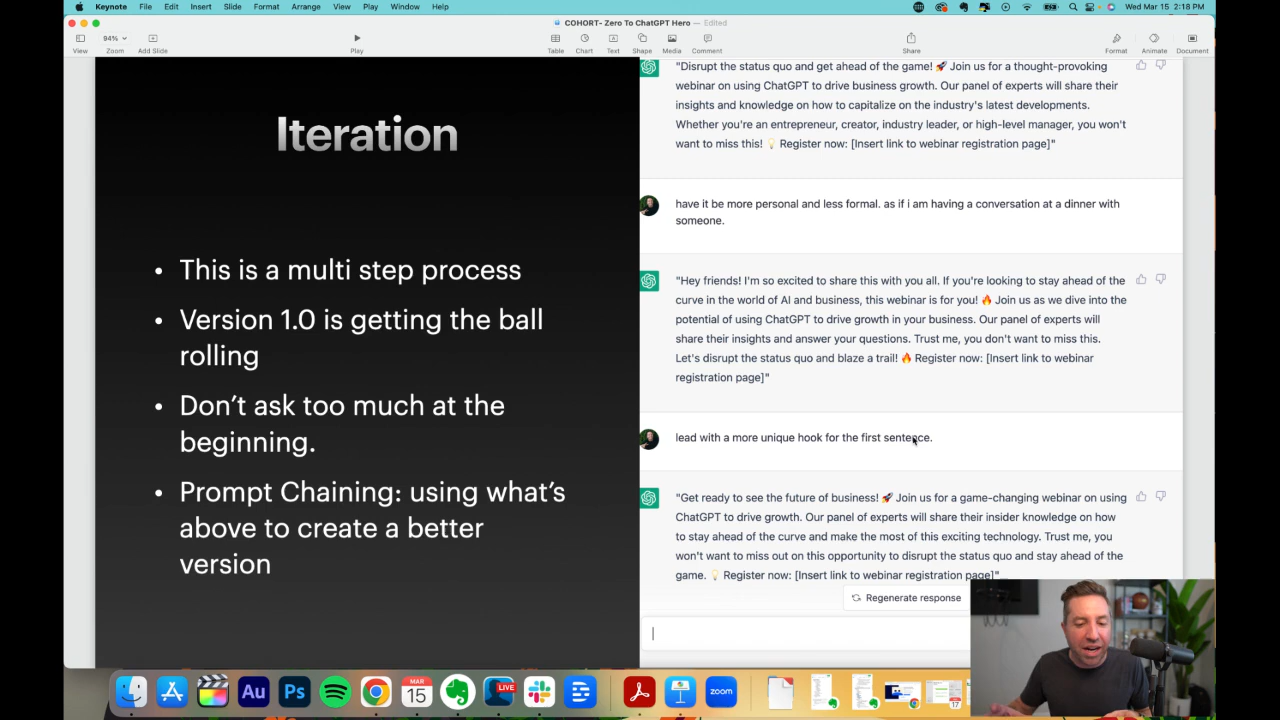 Keynote File Edit Insert Slide Format Arrange View Play Window Help
Wed Mar 15 2:18 PM
COHORT- Zero To ChatGPT Hero — Edited
94%
View Zoom Add Slide Play Table Chart Text Shape Media Comment Share Format Animate Document
Iteration
• This is a multi step process
• Version 1.0 is getting the ball
rolling
• Don’t ask too much at the
beginning.
• Prompt Chaining: using what’s
above to create a better
version
"Disrupt the status quo and get ahead of the game! 🚀 Join us for a thought-provoking
webinar on using ChatGPT to drive business growth. Our panel of experts will share their
insights and knowledge on how to capitalize on the industry's latest developments.
Whether you're an entrepreneur, creator, industry leader, or high-level manager, you won't
want to miss this! 💡 Register now: [Insert link to webinar registration page]"
have it be more personal and less formal. as if i am having a conversation at a dinner with
someone.
"Hey friends! I'm so excited to share this with you all. If you're looking to stay ahead of the
curve in the world of AI and business, this webinar is for you! 🔥 Join us as we dive into the
potential of using ChatGPT to drive growth in your business. Our panel of experts will
share their insights and answer your questions. Trust me, you don't want to miss this.
Let's disrupt the status quo and blaze a trail! 🔥 Register now: [Insert link to webinar
registration page]"
lead with a more unique hook for the first sentence.
"Get ready to see the future of business! 🚀 Join us for a game-changing webinar on using
ChatGPT to drive growth. Our panel of experts will share their insider knowledge on how
to stay ahead of the curve and make the most of this exciting technology. Trust me, you
won't want to miss out on this opportunity to disrupt the status quo and stay ahead of the
game. 💡 Register now: [Insert link to webinar registration page]"
Regenerate response
Au Ps MAR 15 LIVE zoom
17